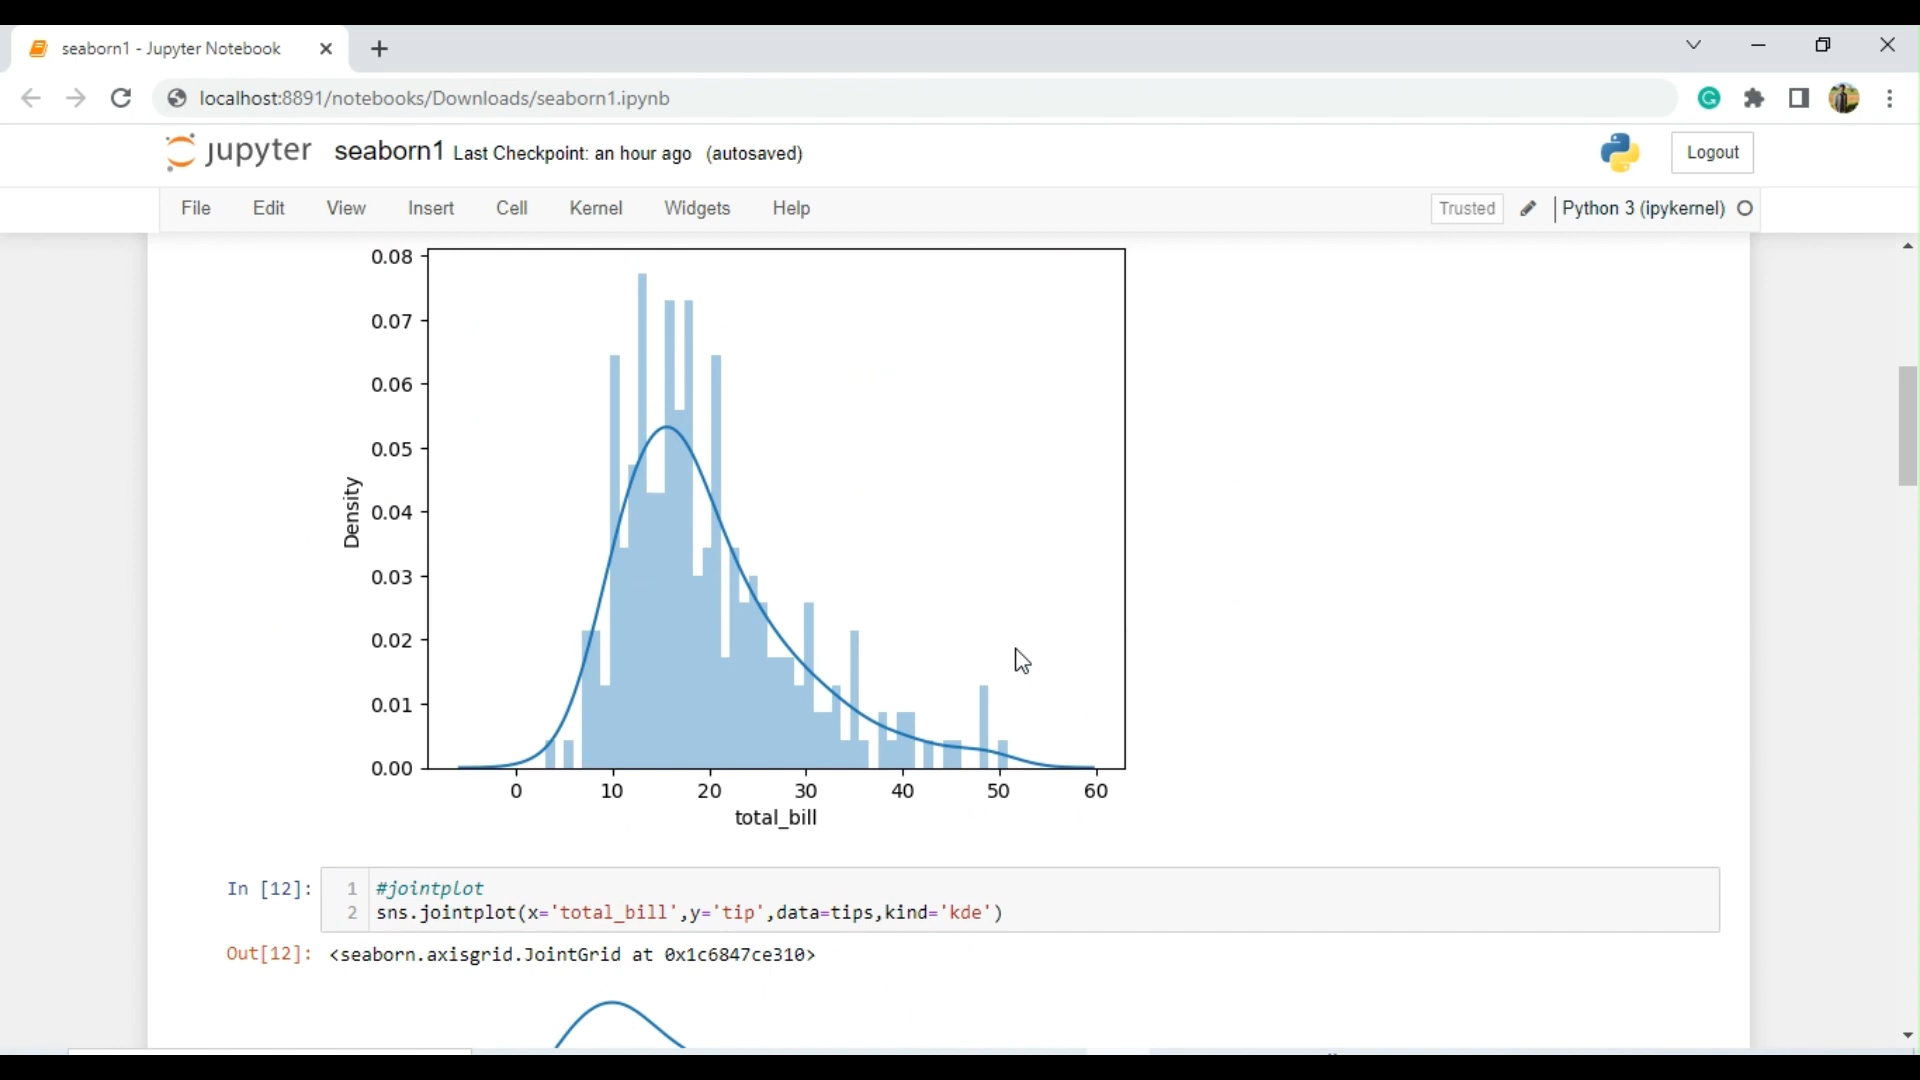 seaborn1 - Jupyter Notebook
localhost:8891/notebooks/Downloads/seaborn1.ipynb
jupyter seaborn1 Last Checkpoint: an hour ago (autosaved)
Logout
File Edit View Insert Cell Kernel Widgets Help
Trusted Python 3 (ipykernel)
0.08
0.07
0.06
0.05
0.04
0.03
0.02
0.01
0.00
Density
0 10 20 30 40 50 60
total_bill
In [12]: 1 #jointplot
2 sns.jointplot(x='total_bill',y='tip',data=tips,kind='kde')
Out[12]: <seaborn.axisgrid.JointGrid at 0x1c6847ce310>